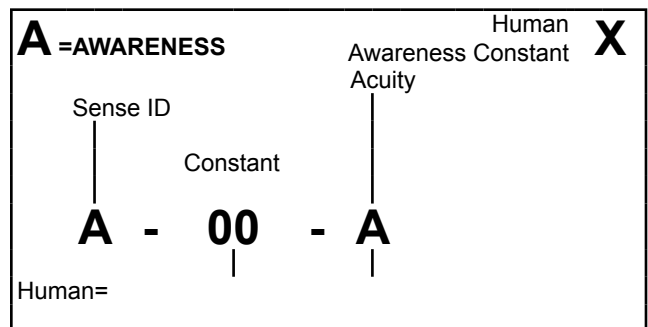 A =AWARENESS
Human
Awareness Constant
X
Acuity
Sense ID
Constant
A - 00 - A
Human=